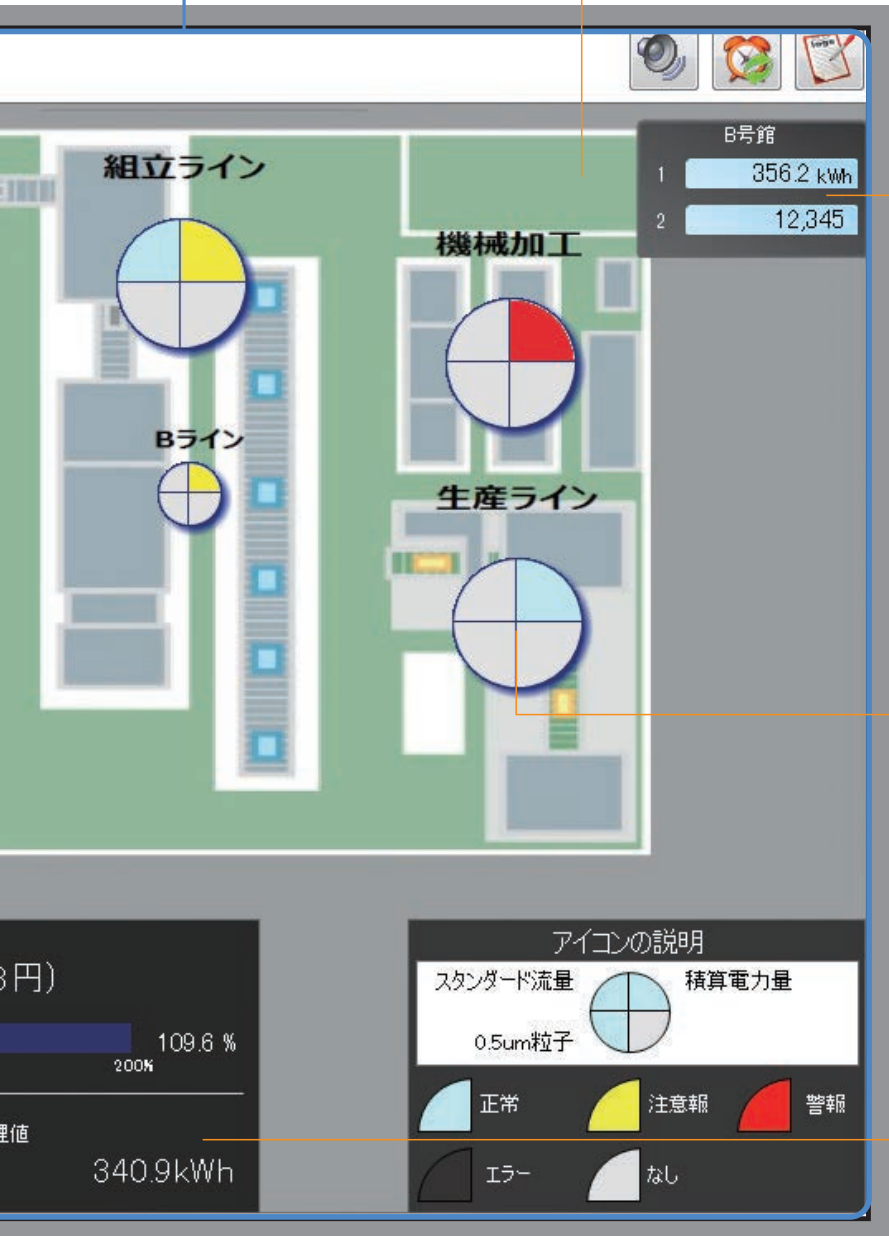 B号館
1 356.2 kWh
2 12,345
組立ライン
機械加工
Bライン
生産ライン
円)
109.6 %
200%
理値
340.9kWh
アイコンの説明
スタンダード流量 積算電力量
0.5um粒子
正常 注意報 警報
エラー なし